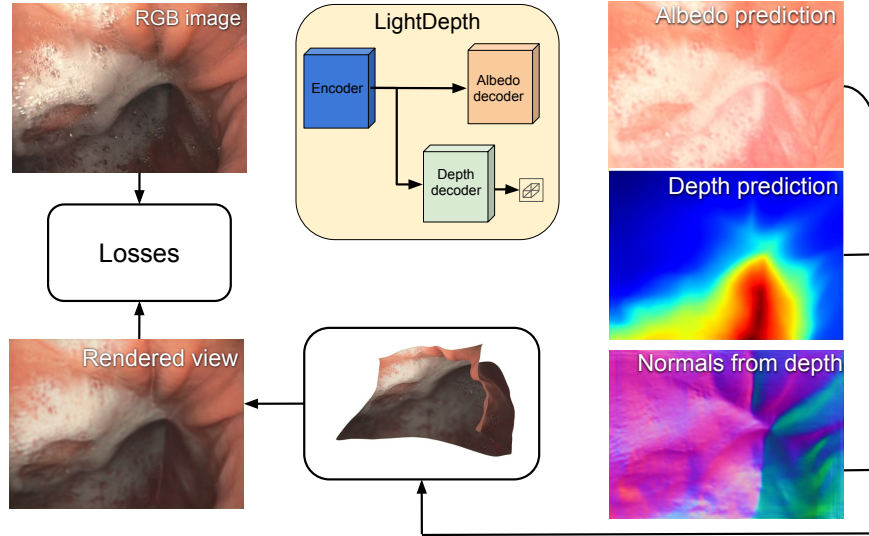 RGB image
LightDepth
Encoder
Albedo
decoder
Depth
decoder
Albedo prediction
Depth prediction
Losses
Rendered view
Normals from depth